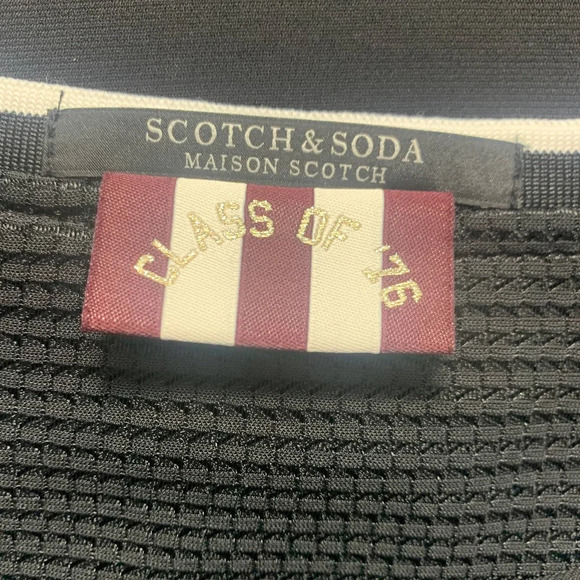 SCOTCH & SODA
MAISON SCOTCH
CLASS OF '76